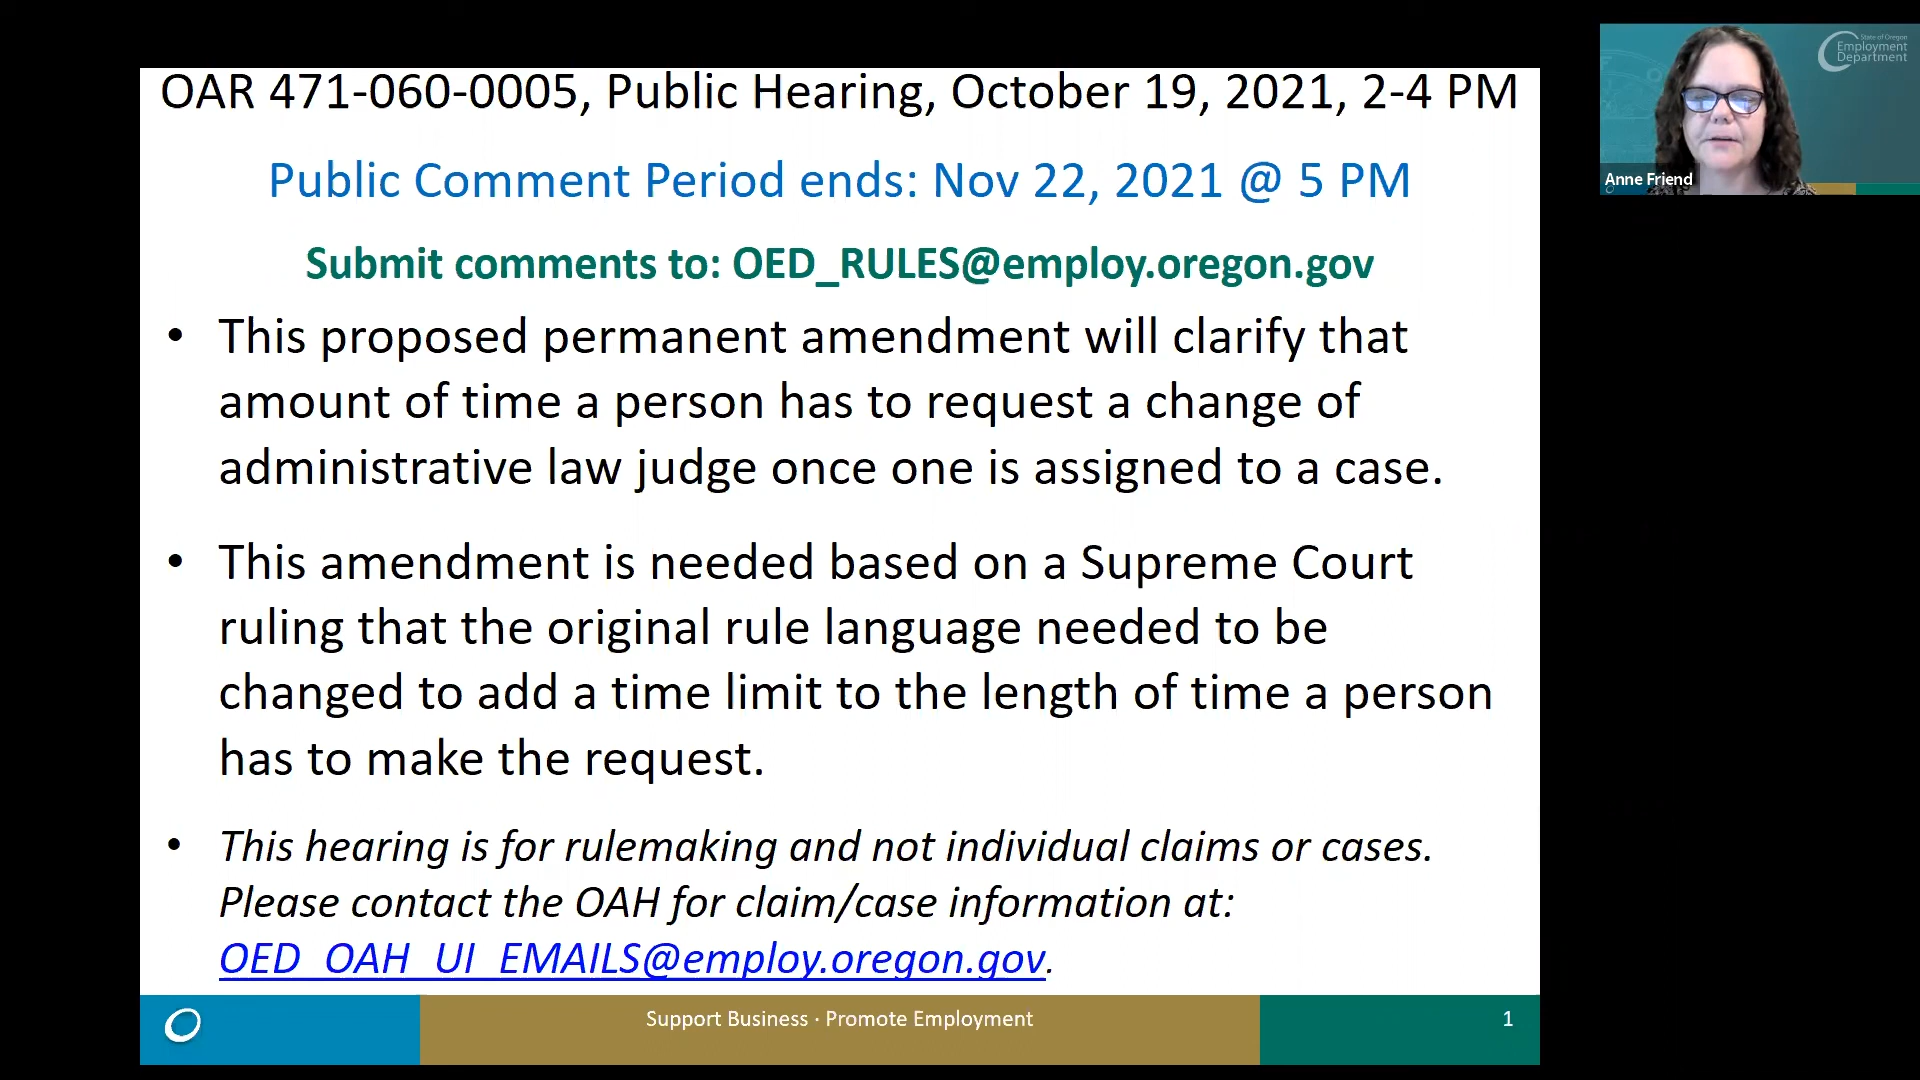 OAR 471-060-0005, Public Hearing, October 19, 2021, 2-4 PM
Public Comment Period ends: Nov 22, 2021 @ 5 PM
Submit comments to: OED_RULES@employ.oregon.gov
• This proposed permanent amendment will clarify that
amount of time a person has to request a change of
administrative law judge once one is assigned to a case.
• This amendment is needed based on a Supreme Court
ruling that the original rule language needed to be
changed to add a time limit to the length of time a person
has to make the request.
• This hearing is for rulemaking and not individual claims or cases.
Please contact the OAH for claim/case information at:
OED_OAH_UI_EMAILS@employ.oregon.gov.
Support Business · Promote Employment
1
State of Oregon
Employment
Department
Anne Friend